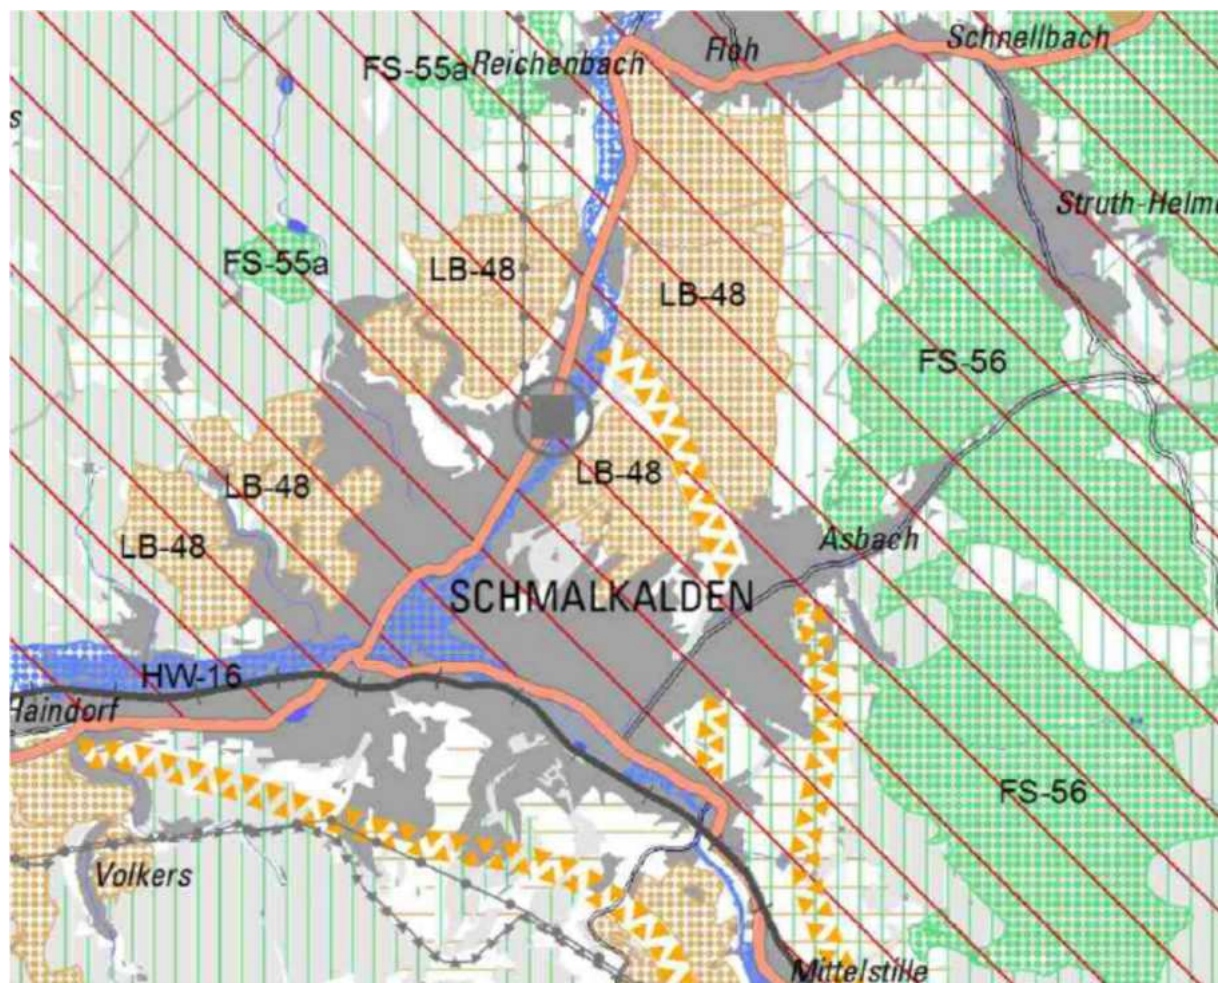 Floh
Schnellbach
FS-55a
Reichenbach
s
Struth-Helm
FS-55a
LB-48
LB-48
FS-56
LB-48
LB-48
LB-48
Asbach
SCHMALKALDEN
HW-16
Haindorf
FS-56
Volkers
Mittelstille